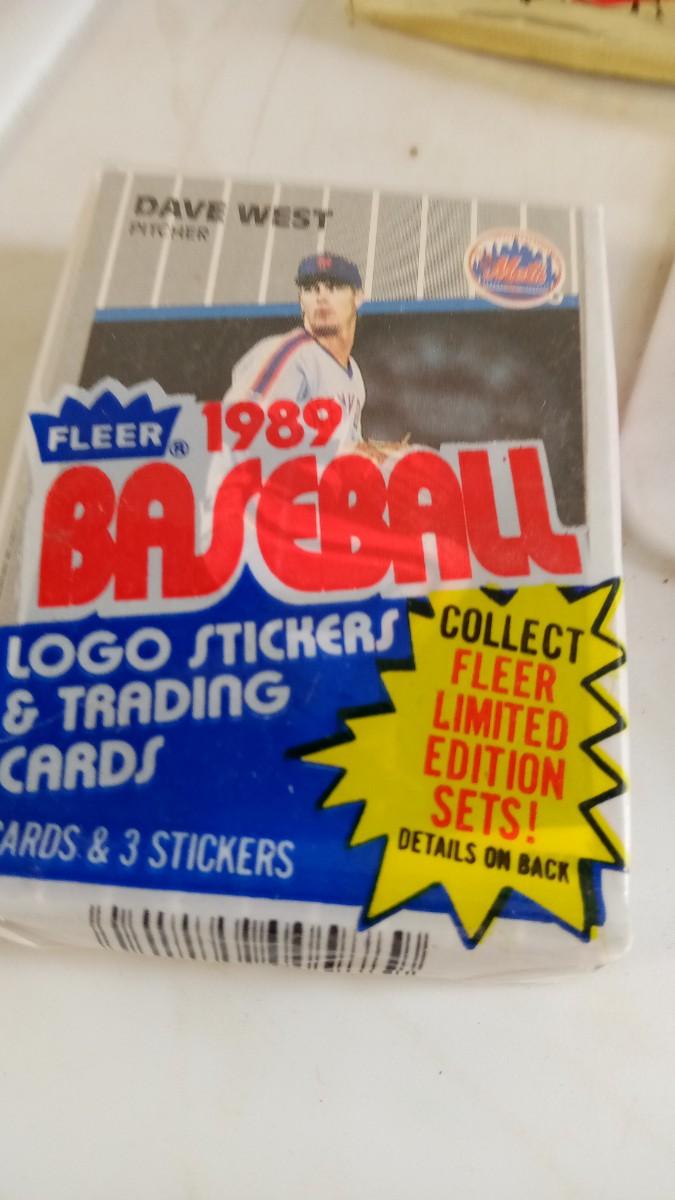 DAVE WEST
PITCHER
Mets
FLEER® 1989
BASEBALL
LOGO STICKERS
& TRADING
CARDS
CARDS & 3 STICKERS
COLLECT
FLEER
LIMITED
EDITION
SETS!
DETAILS ON BACK